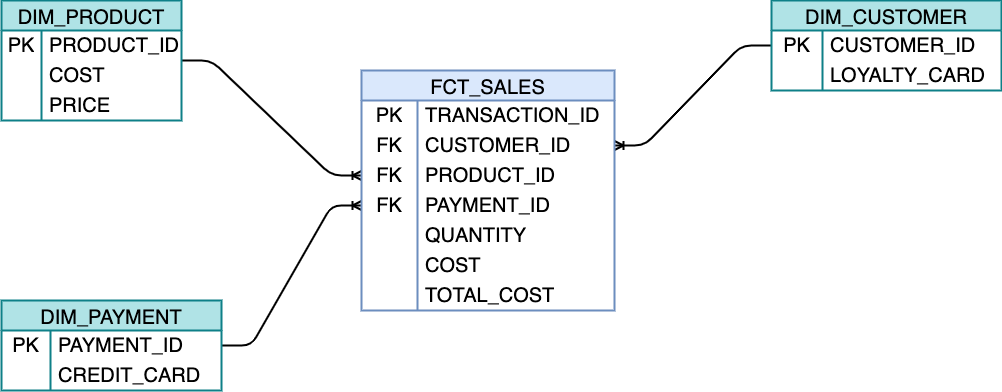 DIM_PRODUCT
PK PRODUCT_ID
COST
PRICE
FCT_SALES
PK TRANSACTION_ID
FK CUSTOMER_ID
FK PRODUCT_ID
FK PAYMENT_ID
QUANTITY
COST
TOTAL_COST
DIM_CUSTOMER
PK CUSTOMER_ID
LOYALTY_CARD
DIM_PAYMENT
PK PAYMENT_ID
CREDIT_CARD